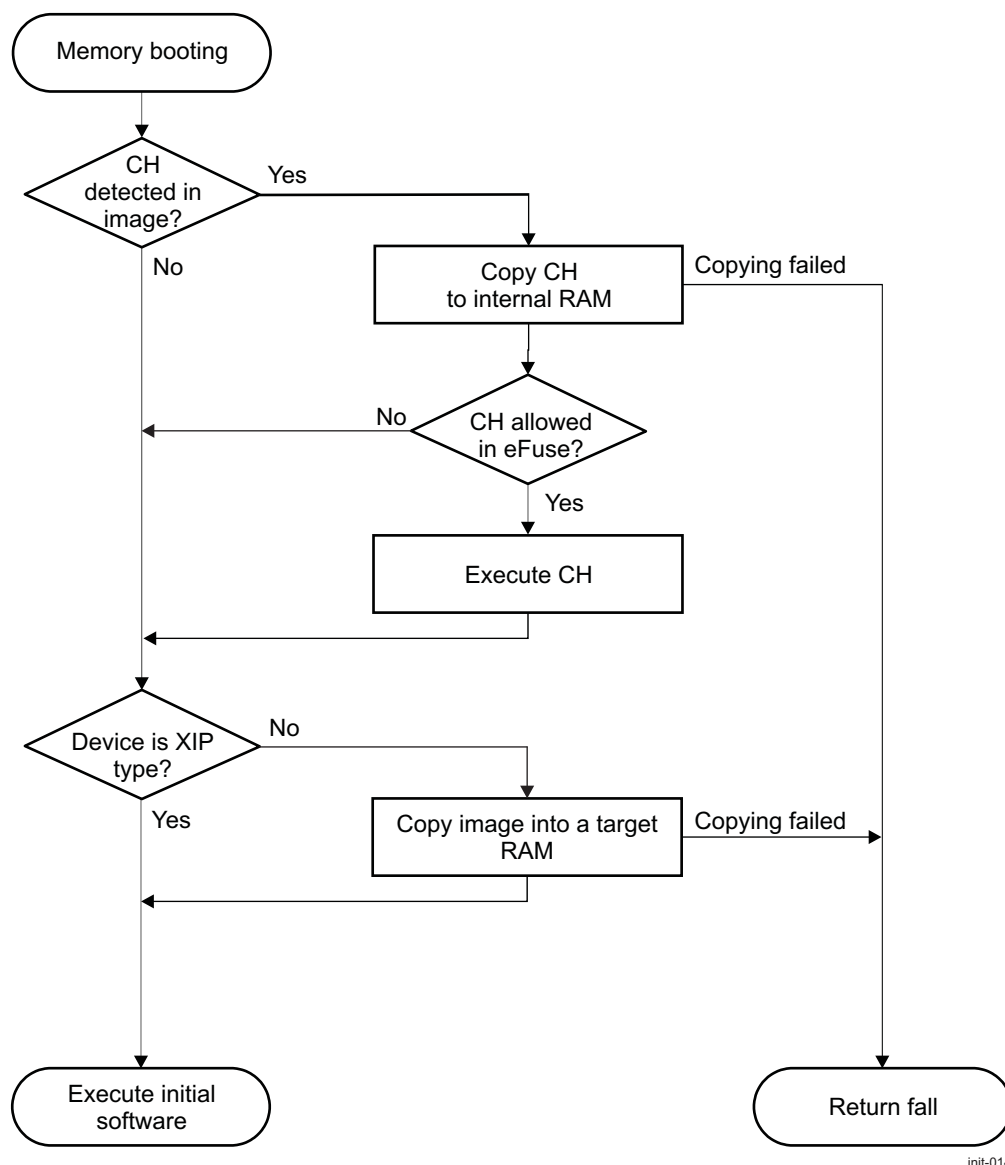 Memory booting
CH
detected in
image?
Yes
No
Copy CH
to internal RAM
Copying failed
No
CH allowed
in eFuse?
Yes
Execute CH
Device is XIP
type?
No
Yes
Copy image into a target
RAM
Copying failed
Execute initial
software
Return fall